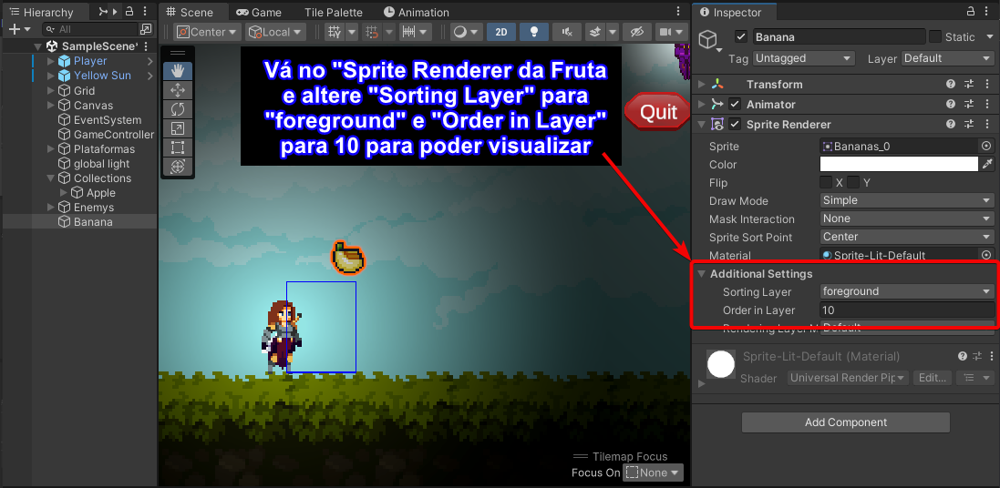 Hierarchy
All
SampleScene*
Player
Yellow Sun
Grid
Canvas
EventSystem
GameController
Plataformas
global light
Collections
Apple
Enemys
Banana
Scene
Game
Tile Palette
Animation
Center
Local
2D
Vá no "Sprite Renderer da Fruta
e altere "Sorting Layer" para
"foreground" e "Order in Layer"
para 10 para poder visualizar
Quit
Tilemap Focus
Focus On None
Inspector
Banana
Static
Tag Untagged Layer Default
Transform
Animator
Sprite Renderer
Sprite Bananas_0
Color
Flip X Y
Draw Mode Simple
Mask Interaction None
Sprite Sort Point Center
Material Sprite-Lit-Default
Additional Settings
Sorting Layer foreground
Order in Layer 10
Rendering Layer M Default
Sprite-Lit-Default (Material)
Shader Universal Render Pip Edit...
Add Component